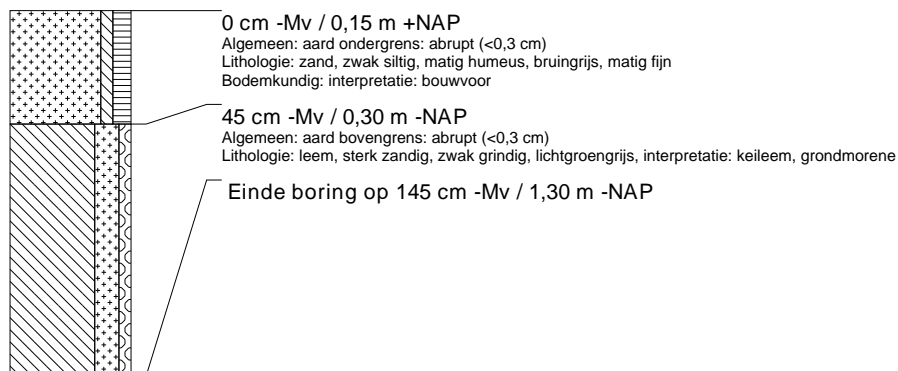 0 cm -Mv / 0,15 m +NAP
Algemeen: aard ondergrens: abrupt (<0,3 cm)
Lithologie: zand, zwak siltig, matig humeus, bruingrijs, matig fijn
Bodemkundig: interpretatie: bouwvoor
45 cm -Mv / 0,30 m -NAP
Algemeen: aard bovengrens: abrupt (<0,3 cm)
Lithologie: leem, sterk zandig, zwak grindig, lichtgroengrijs, interpretatie: keileem, grondmorene
Einde boring op 145 cm -Mv / 1,30 m -NAP